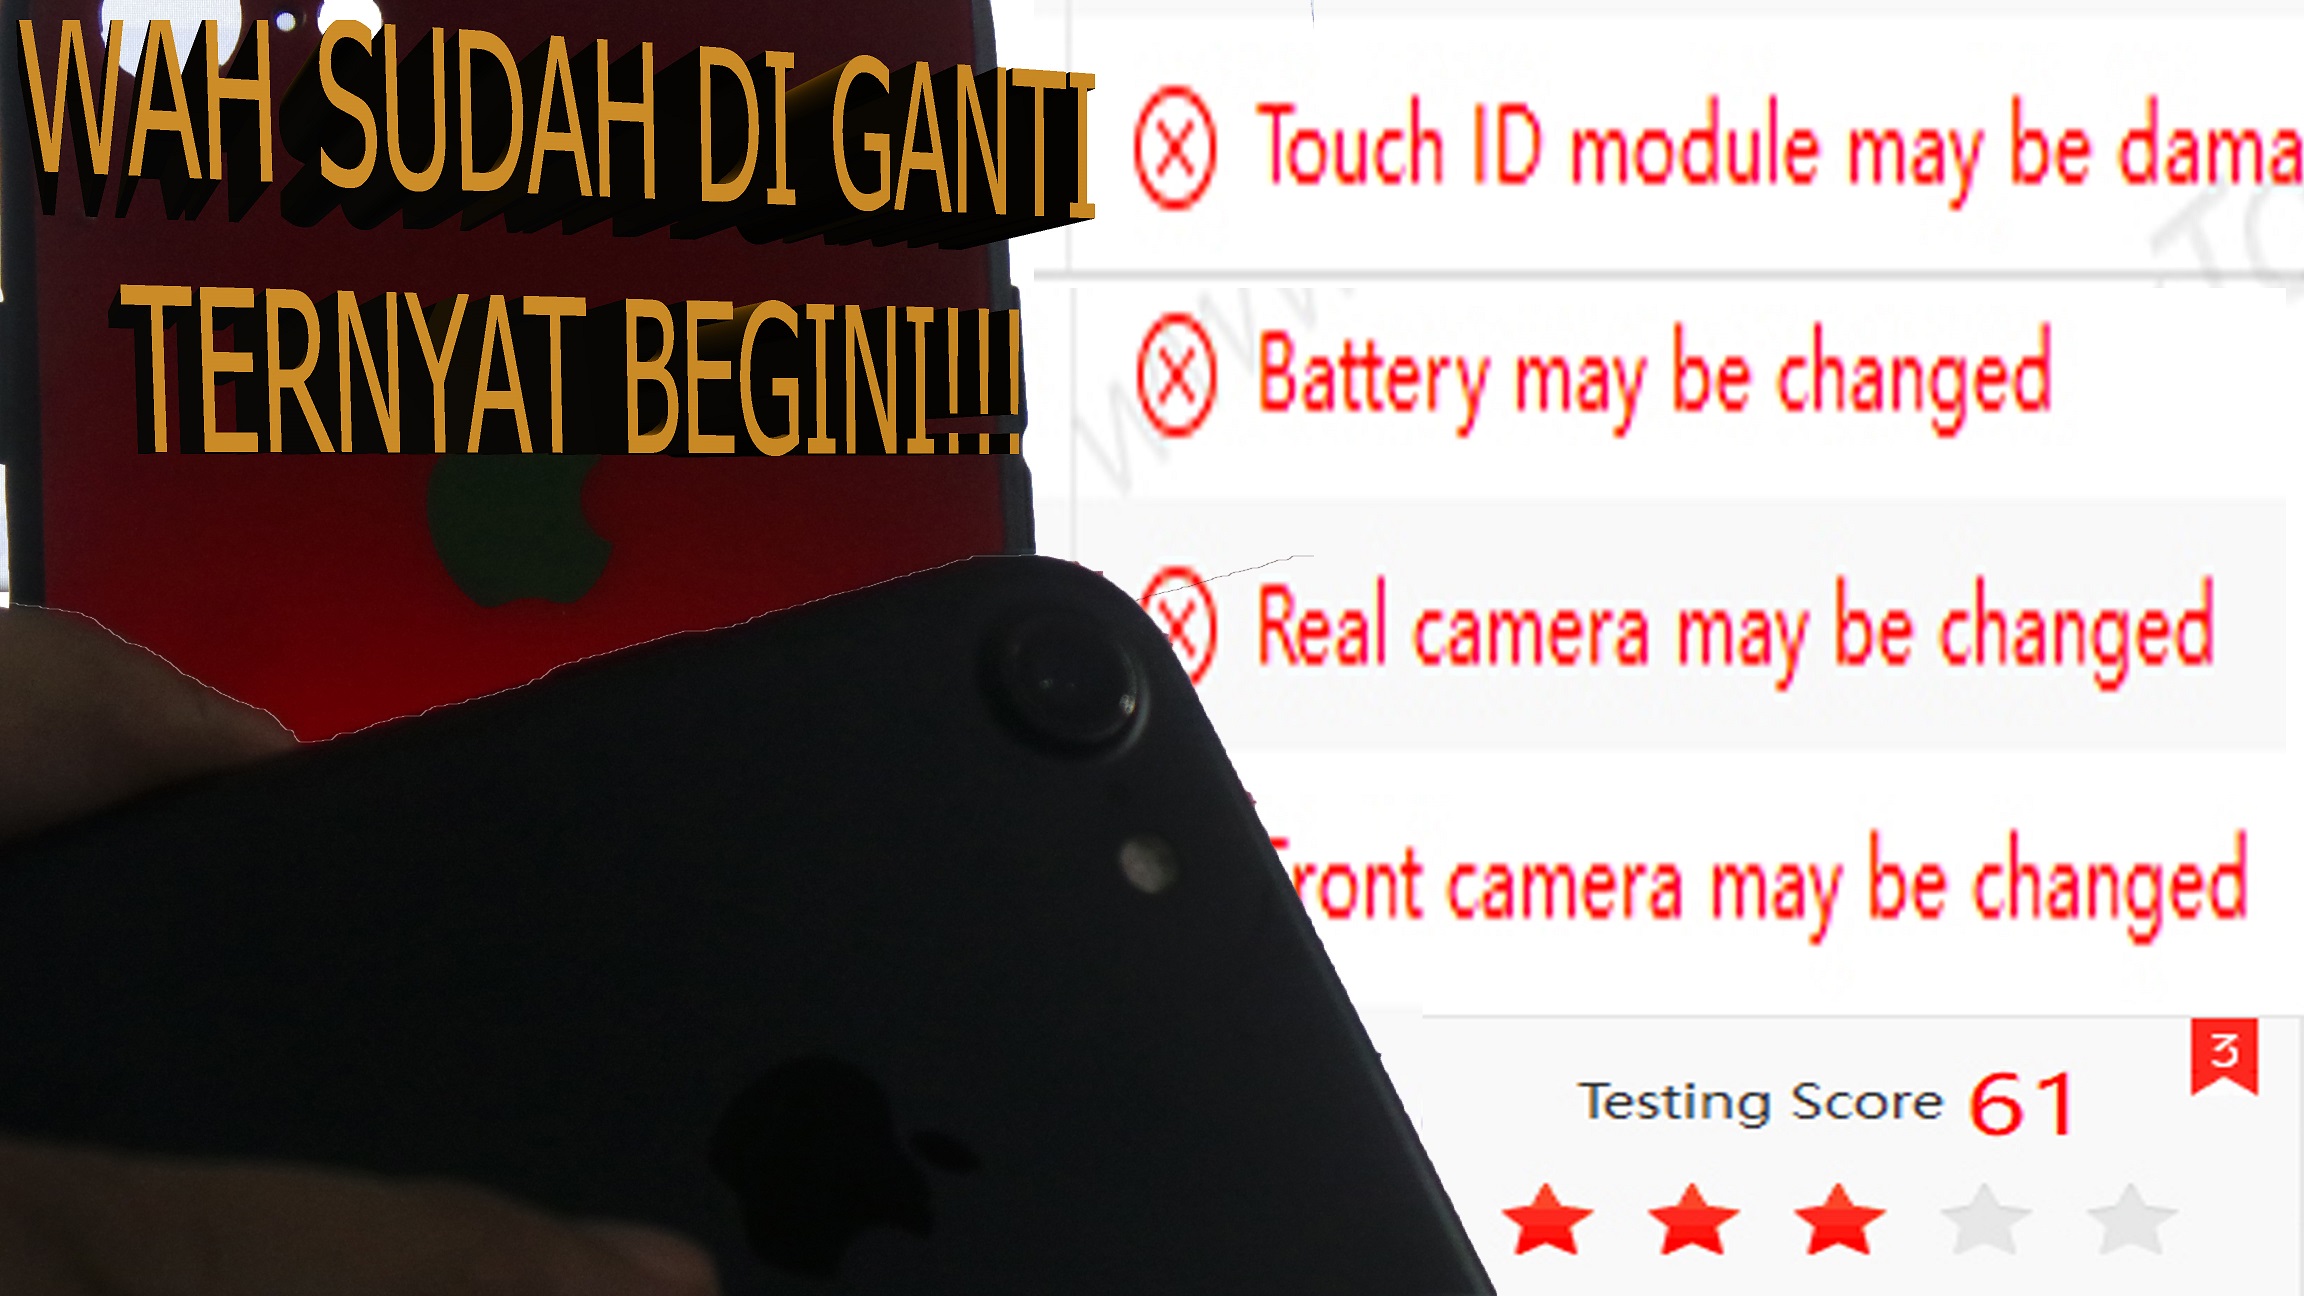 WAH SUDAH DI GANTI
TERNYAT BEGINI!!!
Touch ID module may be dama
Battery may be changed
Real camera may be changed
Front camera may be changed
3
Testing Score 61